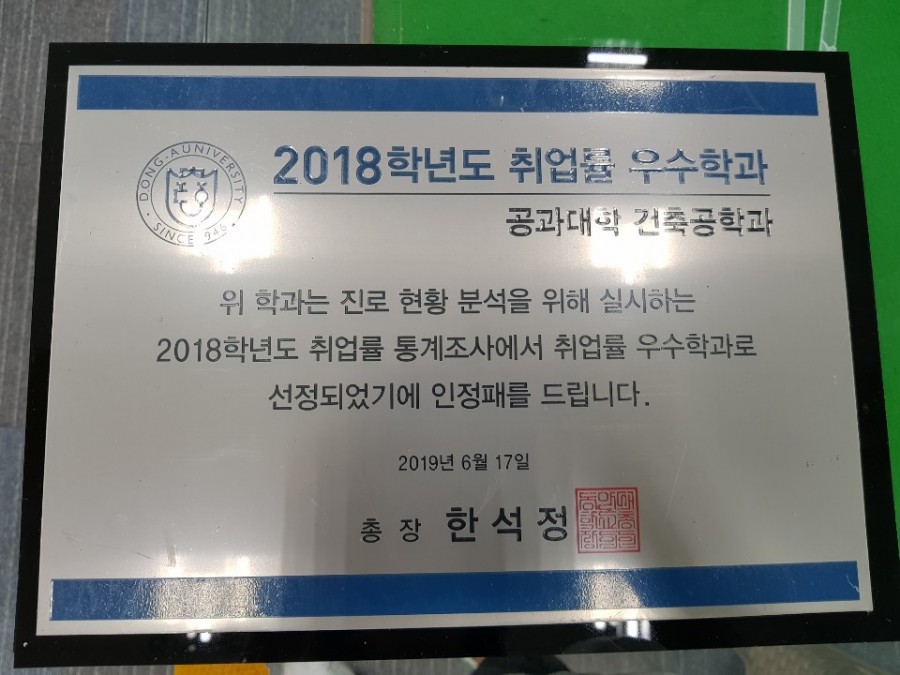 DONG-A UNIVERSITY
SINCE 1946
2018학년도 취업률 우수학과
공과대학 건축공학과
위 학과는 진로 현황 분석을 위해 실시하는
2018학년도 취업률 통계조사에서 취업률 우수학과로
선정되었기에 인정패를 드립니다.
2019년 6월 17일
총 장 한 석 정